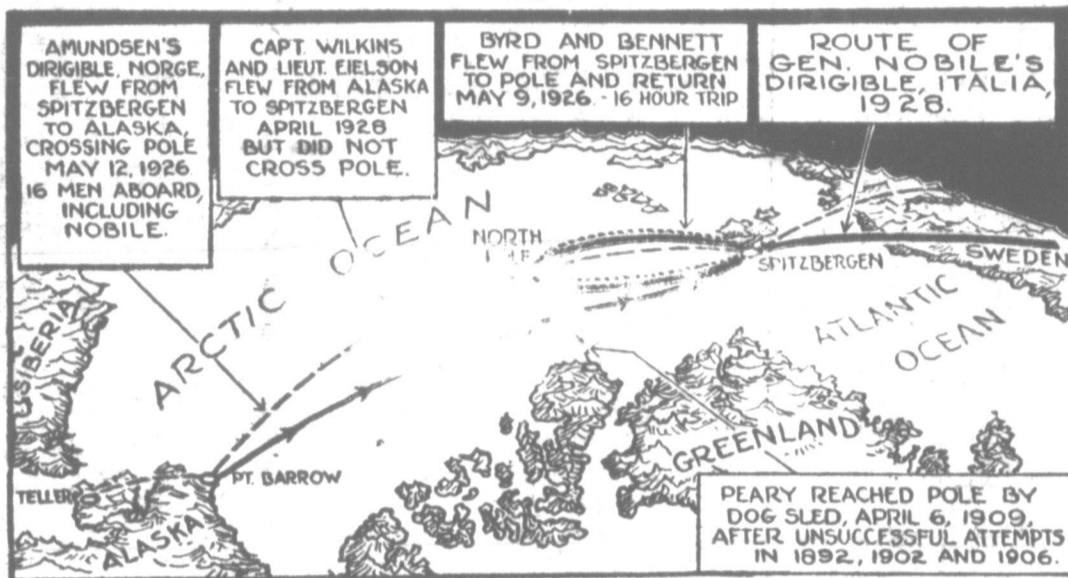 AMUNDSEN'S
DIRIGIBLE, NORGE,
FLEW FROM
SPITZBERGEN
TO ALASKA,
CROSSING POLE
MAY 12, 1926
16 MEN ABOARD,
INCLUDING
NOBILE.
CAPT. WILKINS
AND LIEUT. EIELSON
FLEW FROM ALASKA
TO SPITZBERGEN
APRIL 1928
BUT DID NOT
CROSS POLE.
BYRD AND BENNETT
FLEW FROM SPITZBERGEN
TO POLE AND RETURN
MAY 9, 1926. - 16 HOUR TRIP
ROUTE OF
GEN. NOBILE'S
DIRIGIBLE, ITALIA,
1928.
ARCTIC OCEAN
NORTH
SPITZBERGEN
SWEDEN
ATLANTIC
OCEAN
SIBERIA
GREENLAND
PT. BARROW
TELLER
ALASKA
PEARY REACHED POLE BY
DOG SLED, APRIL 6, 1909,
AFTER UNSUCCESSFUL ATTEMPTS
IN 1892, 1902 AND 1906.